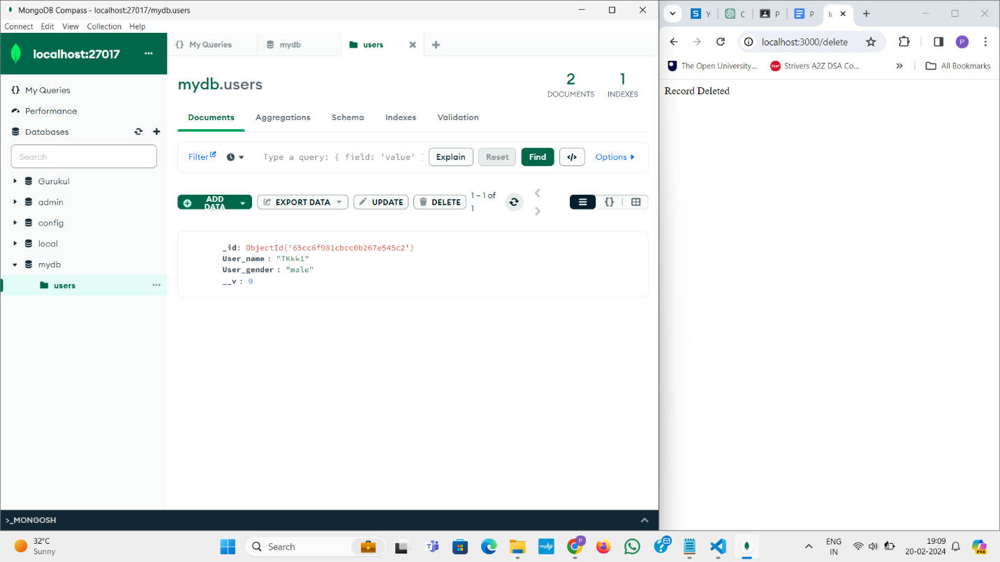 MongoDB Compass - localhost:27017/mydb.users
Connect Edit View Collection Help
localhost:27017
My Queries
Performance
Databases
Search
Gurukul
admin
config
local
mydb
users
{} My Queries
mydb
users
mydb.users
2
DOCUMENTS
1
INDEXES
Documents Aggregations Schema Indexes Validation
Filter
Type a query: { field: 'value'
Explain Reset Find </> Options
ADD DATA
EXPORT DATA
UPDATE
DELETE
1 – 1 of
1
_id: ObjectId('65cc6f981cbcc0b267e545c2')
User_name : "TKkkl"
User_gender : "male"
__v : 0
>_MONGOSH
localhost:3000/delete
P
The Open University...
Strivers A2Z DSA Co...
All Bookmarks
Record Deleted
32°C
Sunny
Search
ENG
IN
19:09
20-02-2024